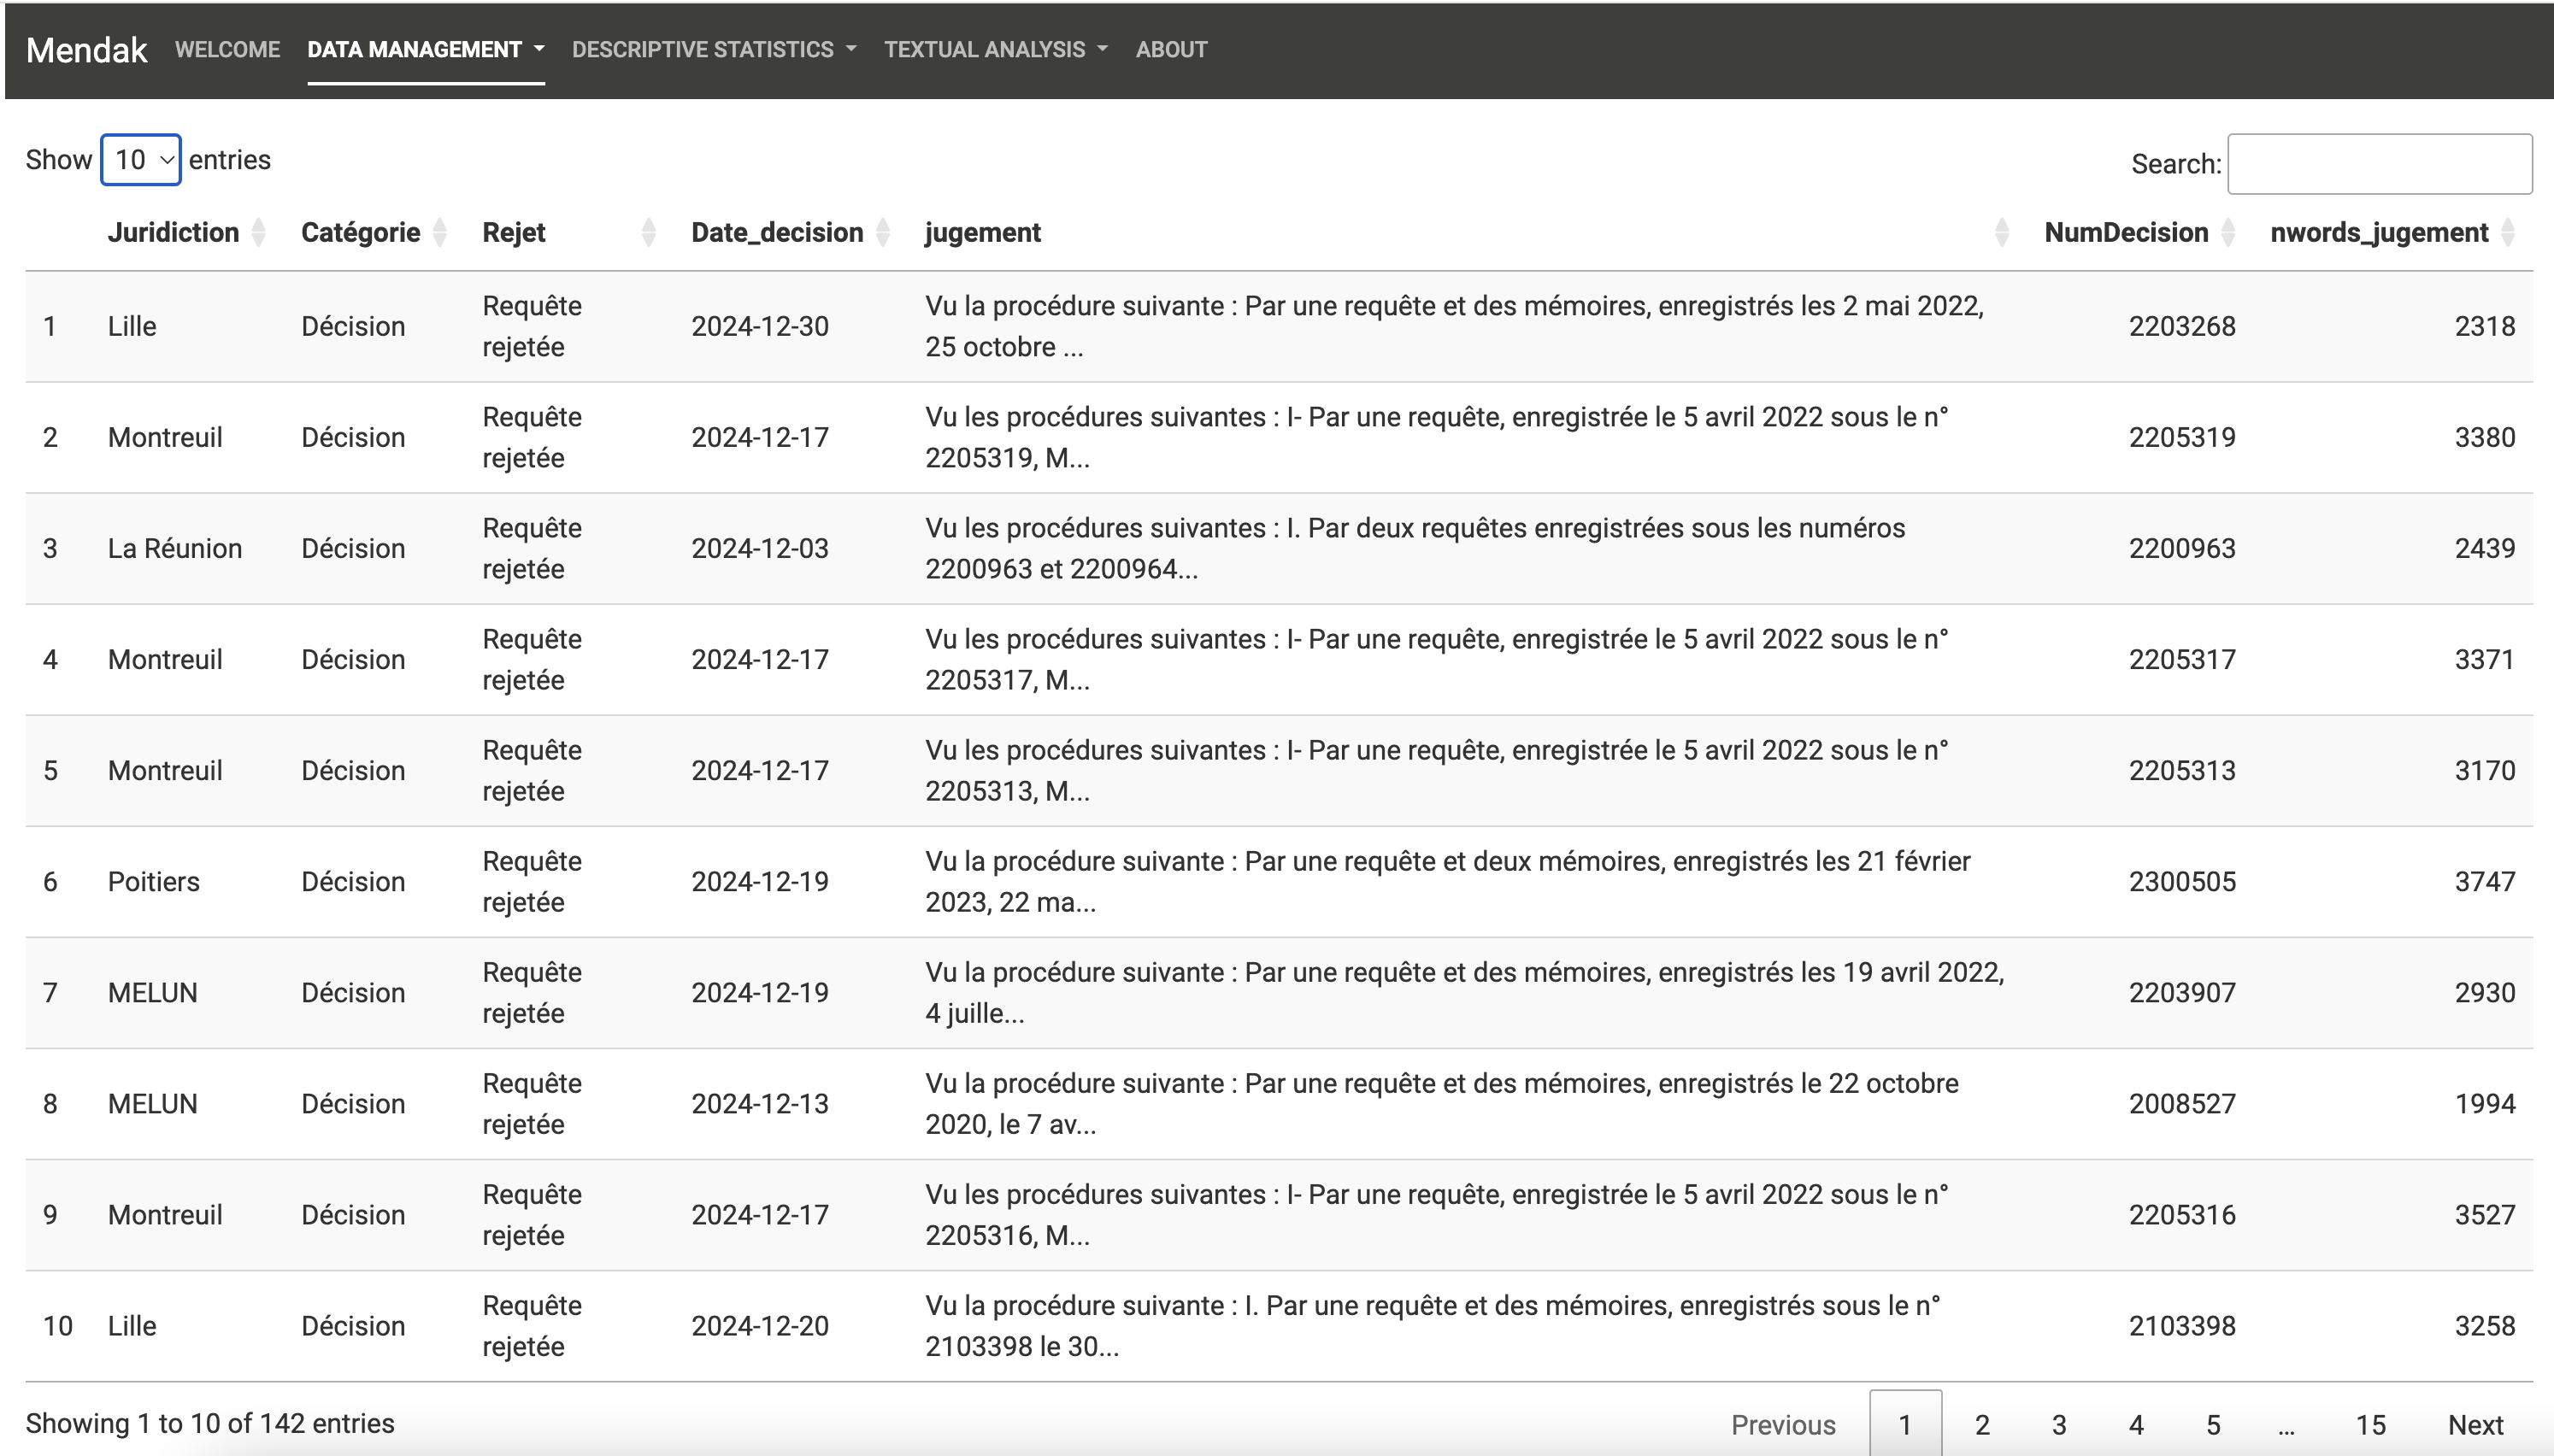 Mendak WELCOME DATA MANAGEMENT DESCRIPTIVE STATISTICS TEXTUAL ANALYSIS ABOUT
Show 10 entries Search:
Juridiction Catégorie Rejet Date_decision jugement NumDecision nwords_jugement
1 Lille Décision Requête rejetée 2024-12-30 Vu la procédure suivante : Par une requête et des mémoires, enregistrés les 2 mai 2022, 25 octobre ... 2203268 2318
2 Montreuil Décision Requête rejetée 2024-12-17 Vu les procédures suivantes : I- Par une requête, enregistrée le 5 avril 2022 sous le n° 2205319, M... 2205319 3380
3 La Réunion Décision Requête rejetée 2024-12-03 Vu les procédures suivantes : I. Par deux requêtes enregistrées sous les numéros 2200963 et 2200964... 2200963 2439
4 Montreuil Décision Requête rejetée 2024-12-17 Vu les procédures suivantes : I- Par une requête, enregistrée le 5 avril 2022 sous le n° 2205317, M... 2205317 3371
5 Montreuil Décision Requête rejetée 2024-12-17 Vu les procédures suivantes : I- Par une requête, enregistrée le 5 avril 2022 sous le n° 2205313, M... 2205313 3170
6 Poitiers Décision Requête rejetée 2024-12-19 Vu la procédure suivante : Par une requête et deux mémoires, enregistrés les 21 février 2023, 22 ma... 2300505 3747
7 MELUN Décision Requête rejetée 2024-12-19 Vu la procédure suivante : Par une requête et des mémoires, enregistrés les 19 avril 2022, 4 juille... 2203907 2930
8 MELUN Décision Requête rejetée 2024-12-13 Vu la procédure suivante : Par une requête et des mémoires, enregistrés le 22 octobre 2020, le 7 av... 2008527 1994
9 Montreuil Décision Requête rejetée 2024-12-17 Vu les procédures suivantes : I- Par une requête, enregistrée le 5 avril 2022 sous le n° 2205316, M... 2205316 3527
10 Lille Décision Requête rejetée 2024-12-20 Vu la procédure suivante : I. Par une requête et des mémoires, enregistrés sous le n° 2103398 le 30... 2103398 3258
Showing 1 to 10 of 142 entries Previous 1 2 3 4 5 ... 15 Next